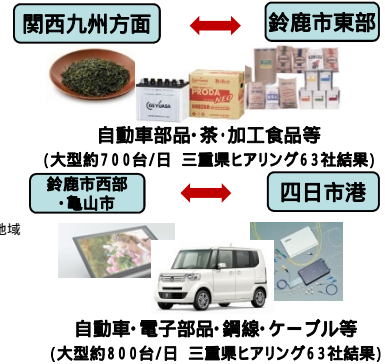 関西九州方面
鈴鹿市東部
GSYUASA
PRODA
NEO
自動車部品・茶・加工食品等
(大型約700台/日 三重県ヒアリング63社結果)
鈴鹿市西部
・亀山市
四日市港
地域
自動車・電子部品・鋼線・ケーブル等
(大型約800台/日 三重県ヒアリング63社結果)